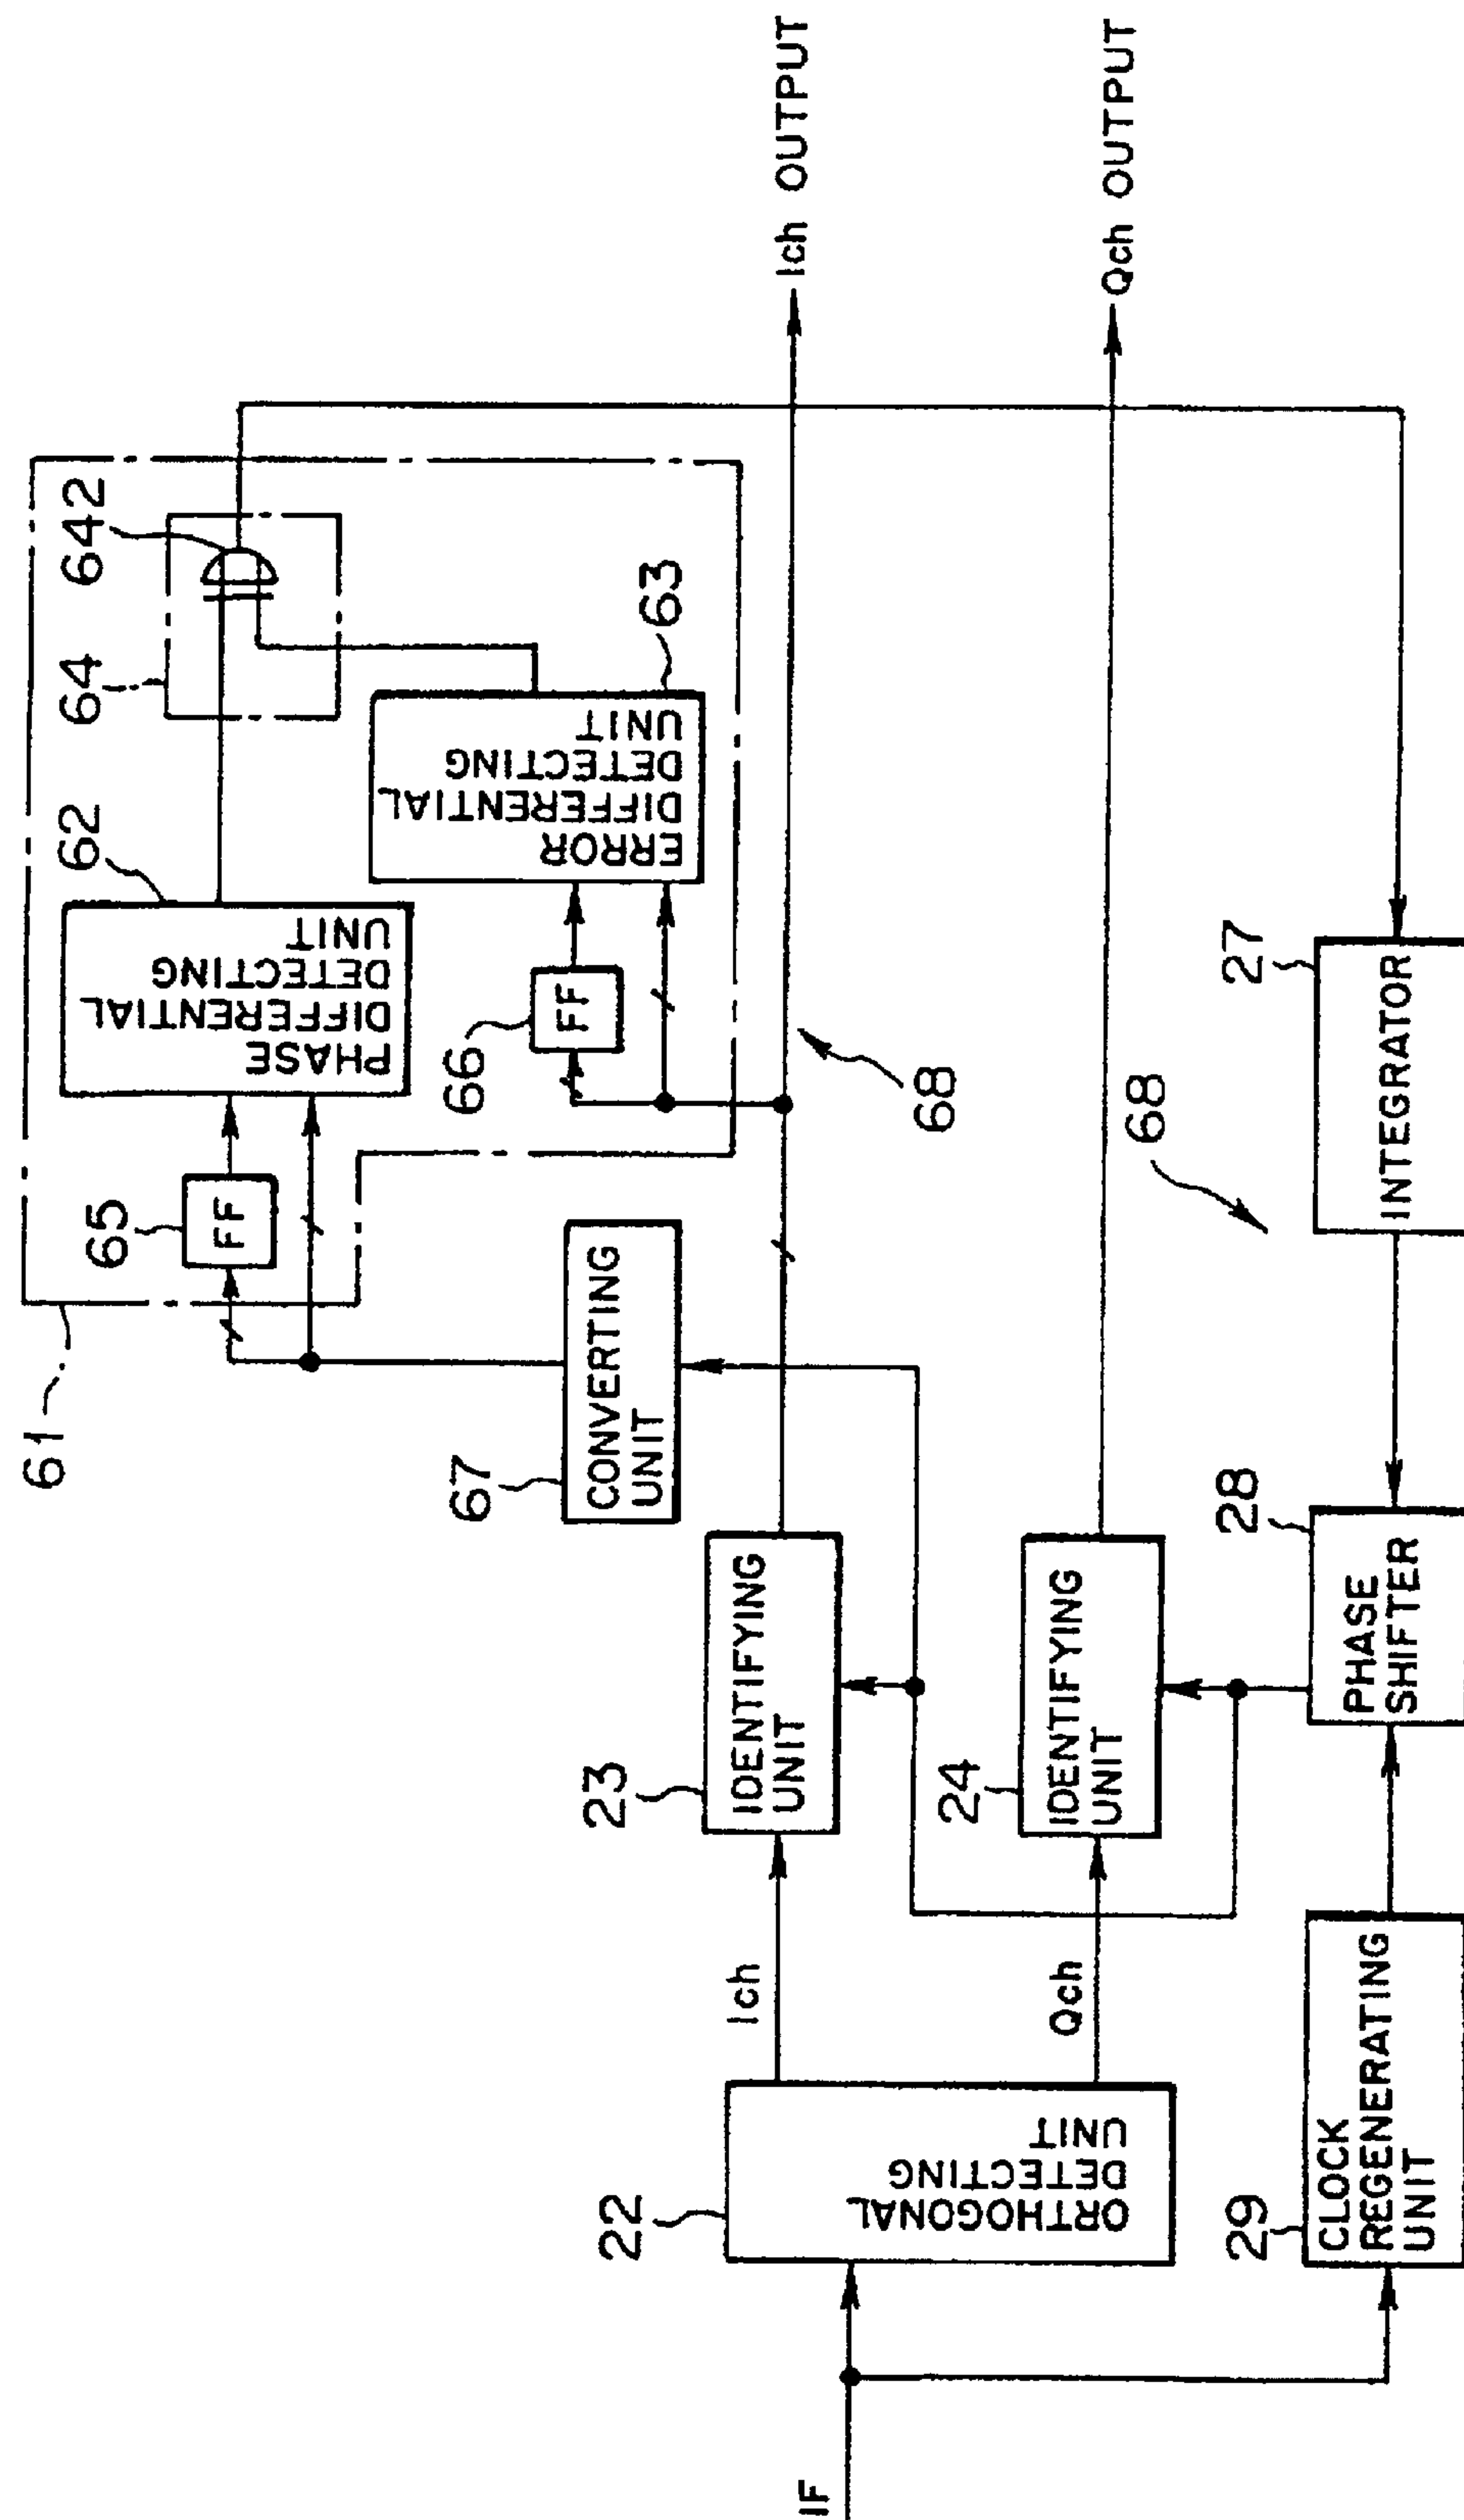 61
65
FF
62
PHASE
DIFFERENTIAL
DETECTING
UNIT
64
642
66
FF
ERROR
DIFFERENTIAL
DETECTING
UNIT
63
67
CONVERTING
UNIT
68
Ich OUTPUT
IF
22
ORTHOGONAL
DETECTING
UNIT
Ich
Qch
23
IDENTIFYING
UNIT
24
IDENTIFYING
UNIT
68
Qch OUTPUT
29
CLOCK
REGENERATING
UNIT
28
PHASE
SHIFTER
27
INTEGRATOR